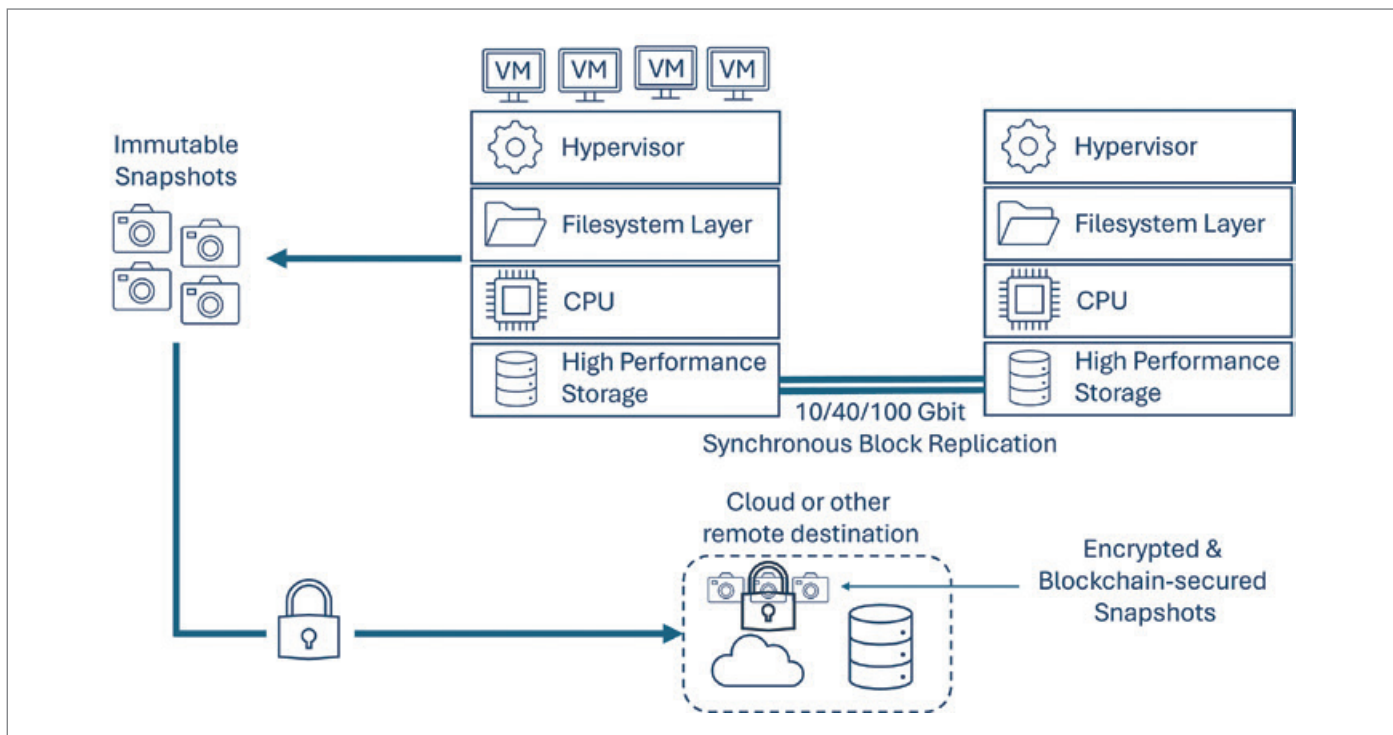 VM
VM
VM
VM
Immutable
Snapshots
Hypervisor
Filesystem Layer
CPU
High Performance
Storage
Hypervisor
Filesystem Layer
CPU
High Performance
Storage
10/40/100 Gbit
Synchronous Block Replication
Cloud or other
remote destination
Encrypted &
Blockchain-secured
Snapshots